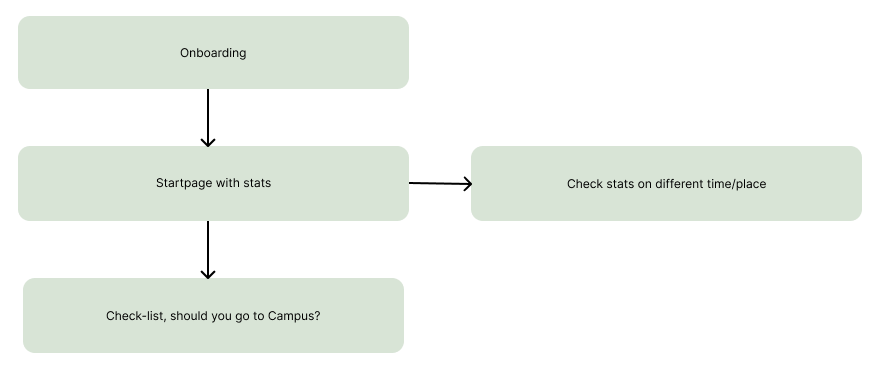 Onboarding
Startpage with stats
Check stats on different time/place
Check-list, should you go to Campus?